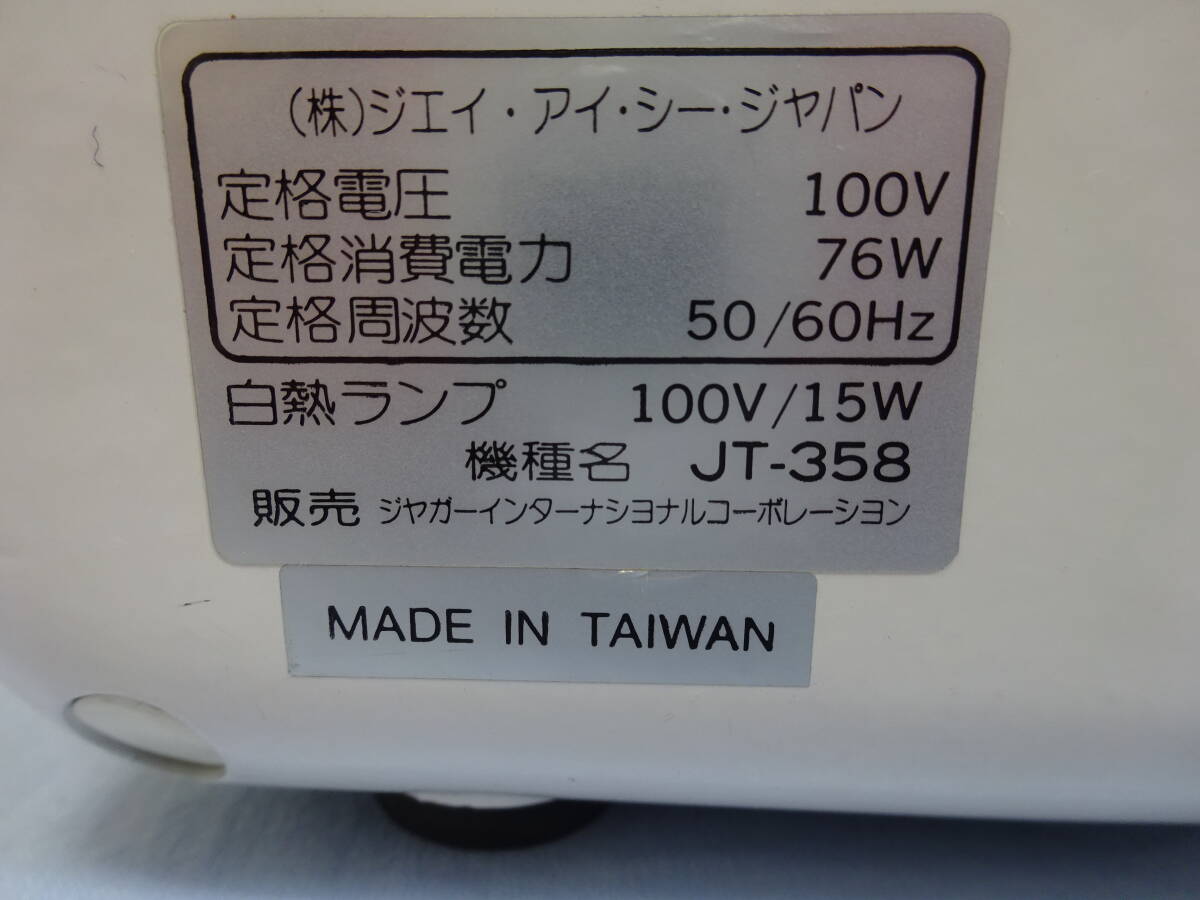 （株）ジエイ・アイ・シー・ジヤパン
定格電圧 100V
定格消費電力 76W
定格周波数 50/60Hz
白熱ランプ 100V/15W
機種名 JT-358
販売 ジヤガーインターナシヨナルコーポレーシヨン
MADE IN TAIWAN